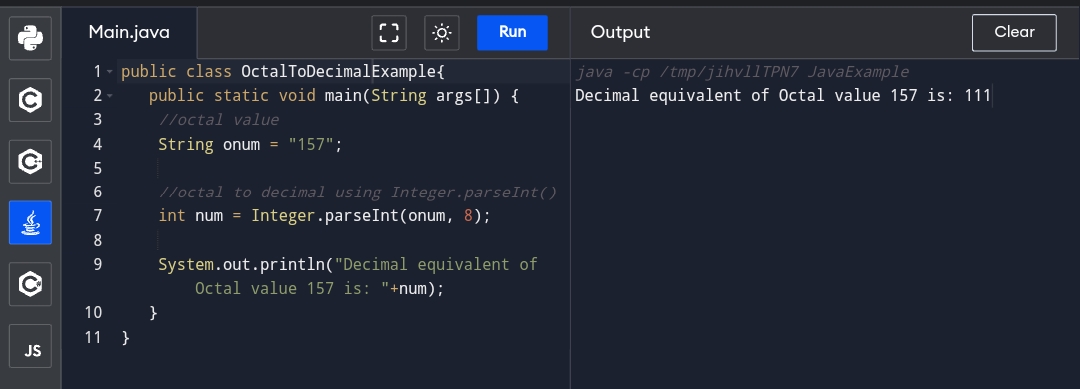 Main.java
Run
Output
Clear
1 public class OctalToDecimalExample{
2 public static void main(String args[]) {
3 //octal value
4 String onum = "157";
5
6 //octal to decimal using Integer.parseInt()
7 int num = Integer.parseInt(onum, 8);
8
9 System.out.println("Decimal equivalent of
Octal value 157 is: "+num);
10 }
11 }
java -cp /tmp/jihvllTPN7 JavaExample
Decimal equivalent of Octal value 157 is: 111
C
C
C#
JS